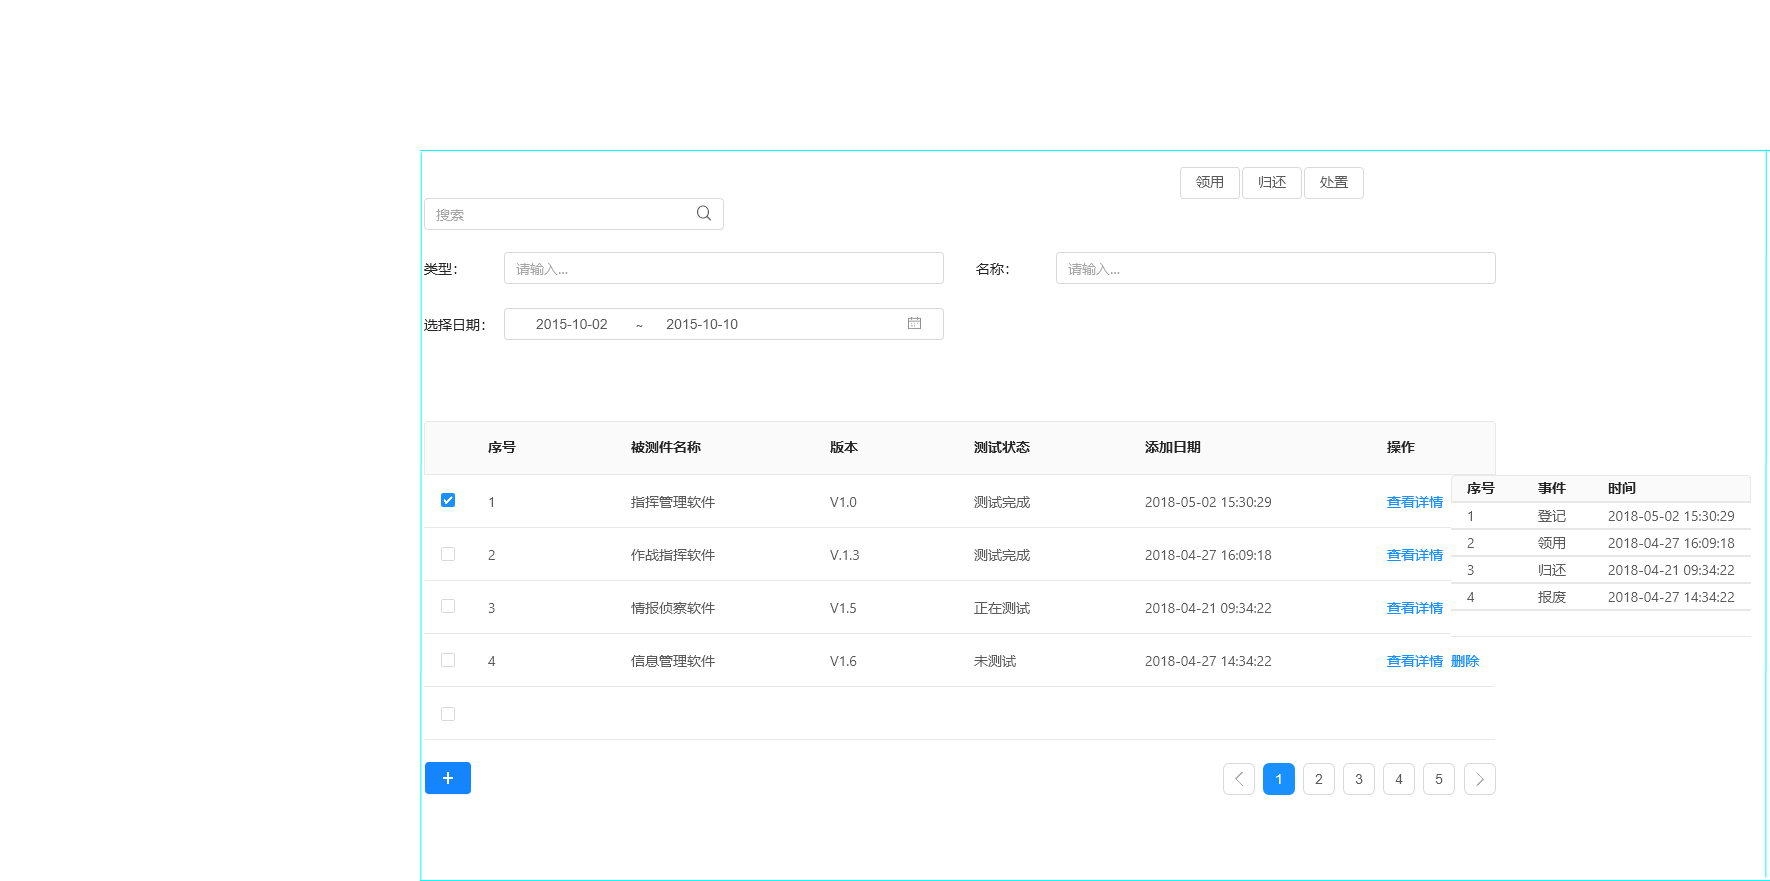 领用 归还 处置
搜索
类型： 请输入... 名称： 请输入...
选择日期： 2015-10-02 ~ 2015-10-10
序号 被测件名称 版本 测试状态 添加日期 操作
1 指挥管理软件 V1.0 测试完成 2018-05-02 15:30:29 查看详情
2 作战指挥软件 V.1.3 测试完成 2018-04-27 16:09:18 查看详情
3 情报侦察软件 V1.5 正在测试 2018-04-21 09:34:22 查看详情
4 信息管理软件 V1.6 未测试 2018-04-27 14:34:22 查看详情 删除
序号 事件 时间
1 登记 2018-05-02 15:30:29
2 领用 2018-04-27 16:09:18
3 归还 2018-04-21 09:34:22
4 报废 2018-04-27 14:34:22
+
1 2 3 4 5